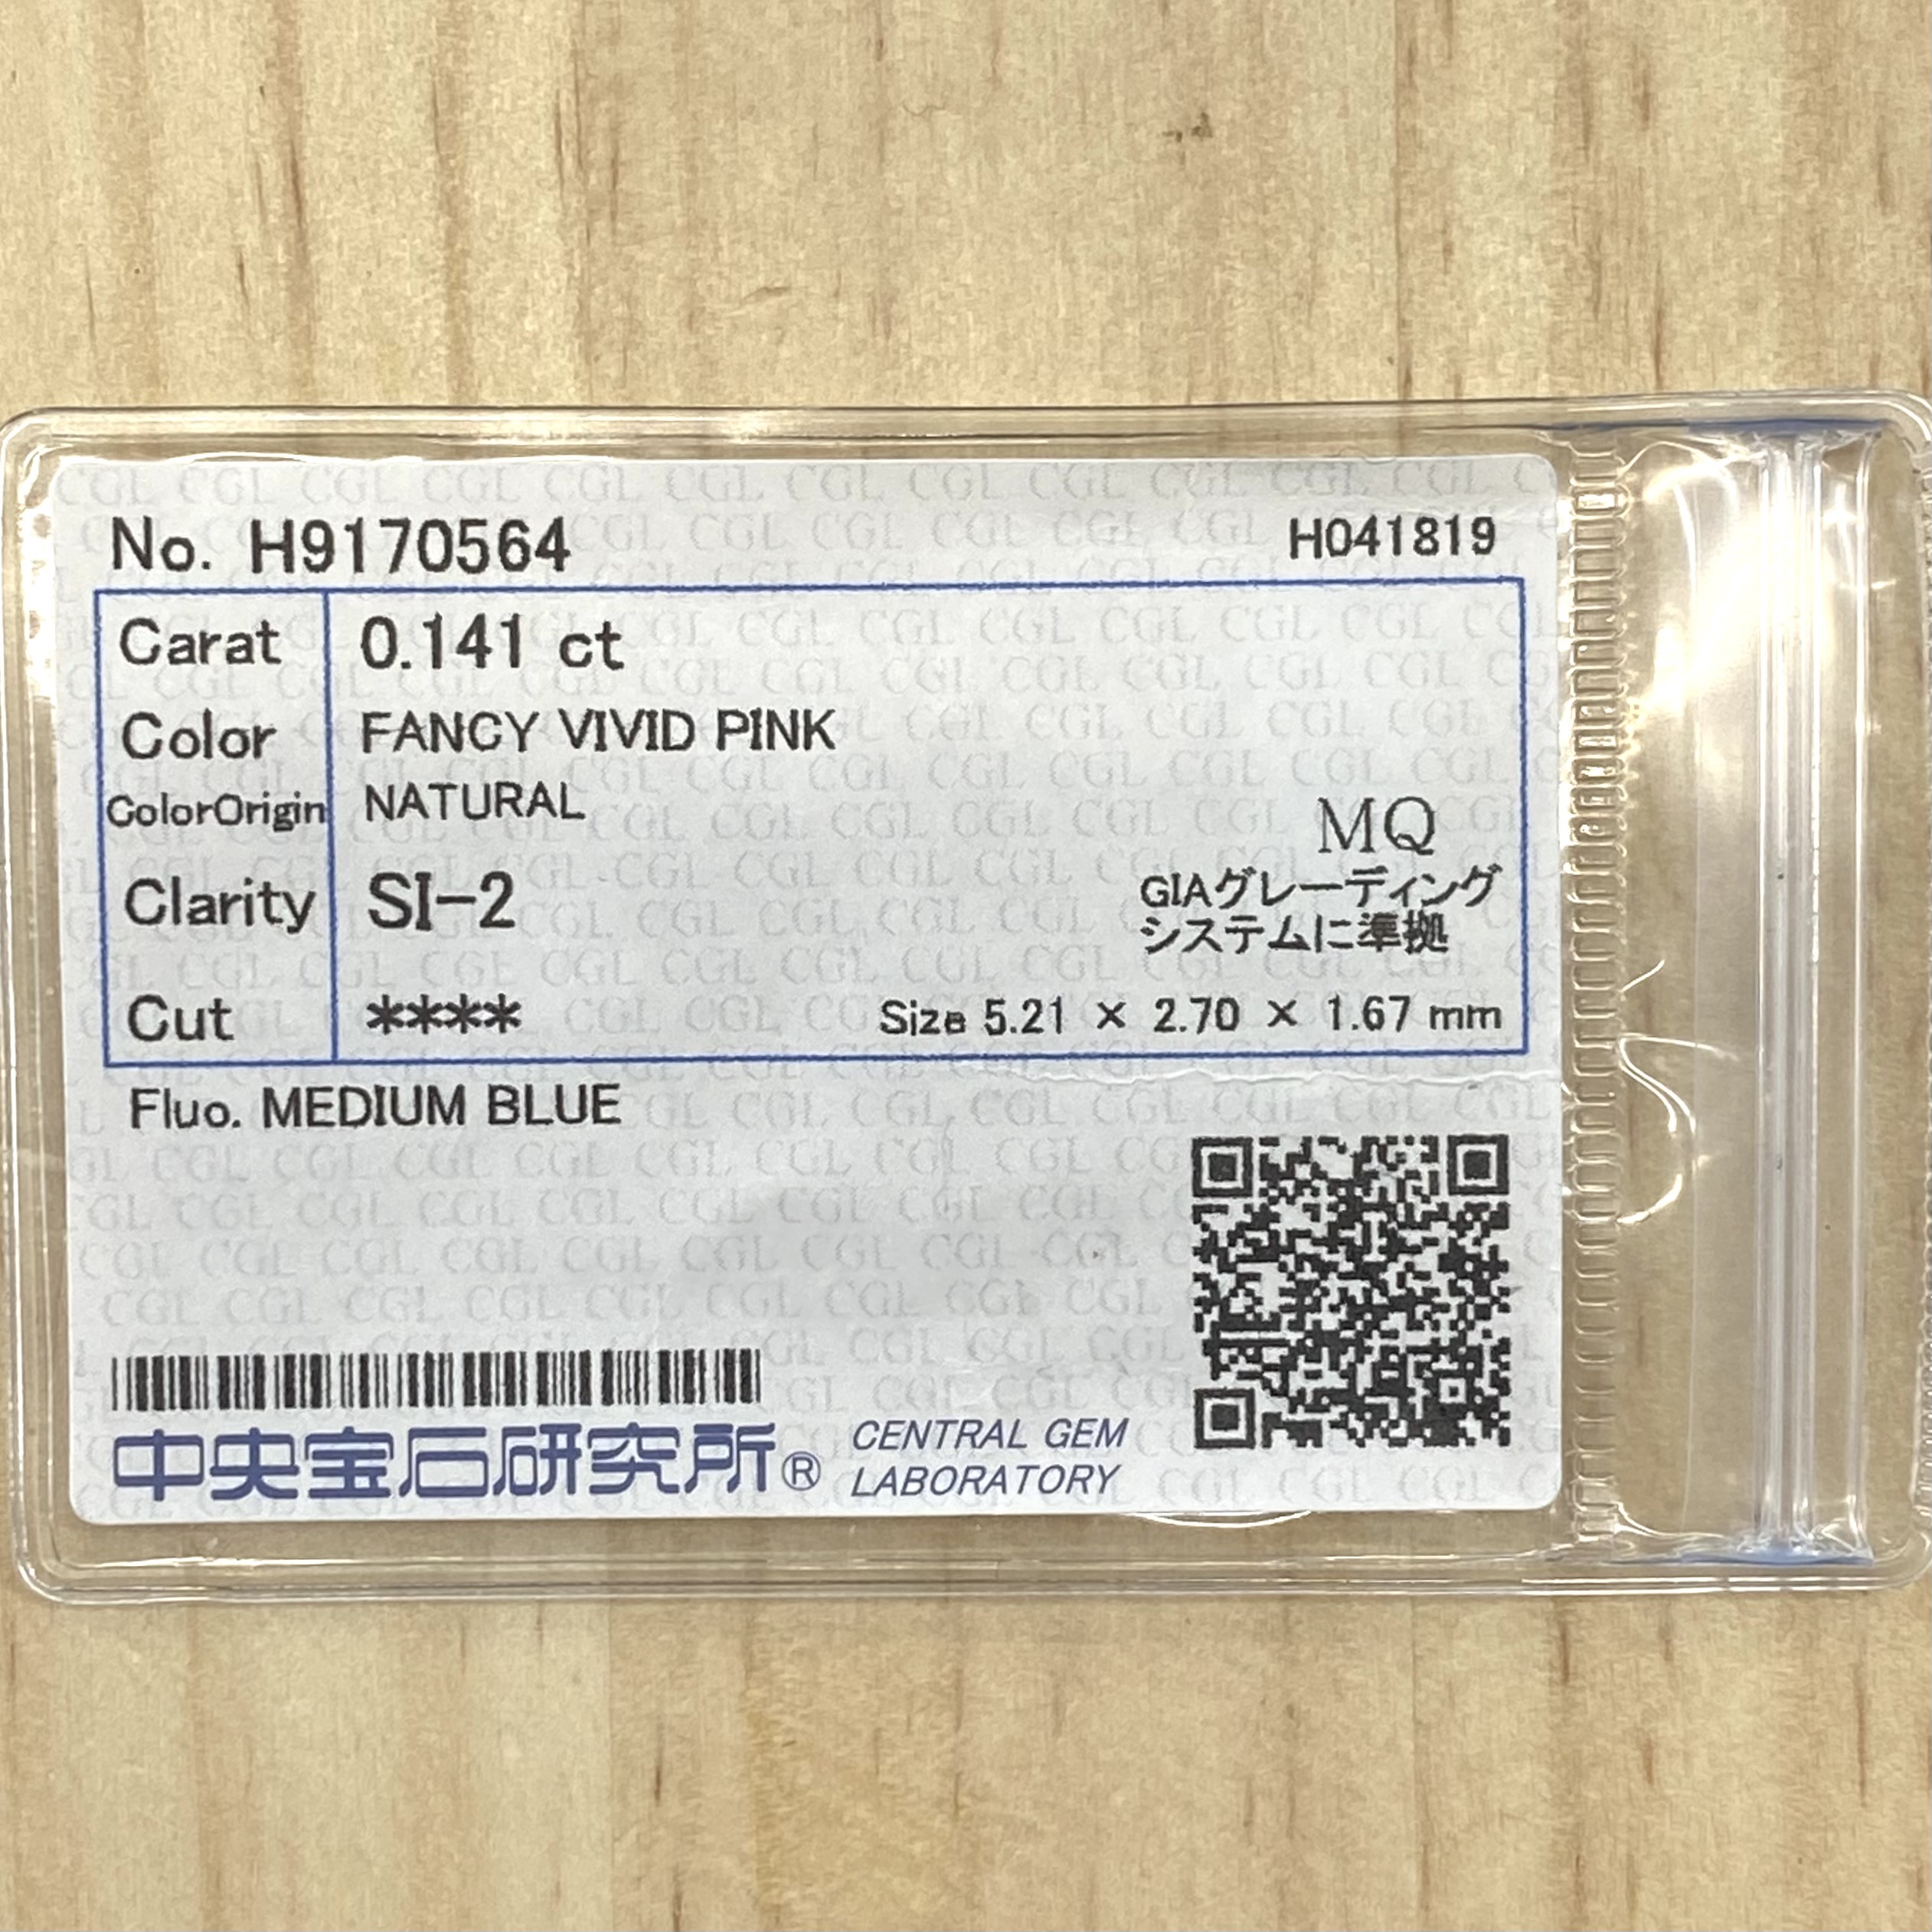 No. H9170564 H041819
Carat 0.141 ct
Color FANCY VIVID PINK
ColorOrigin NATURAL
MQ
Clarity SI-2
GIAグレーディング
システムに準拠
Cut **** Size 5.21 × 2.70 × 1.67 mm
Fluo. MEDIUM BLUE
中央宝石研究所® CENTRAL GEM
LABORATORY